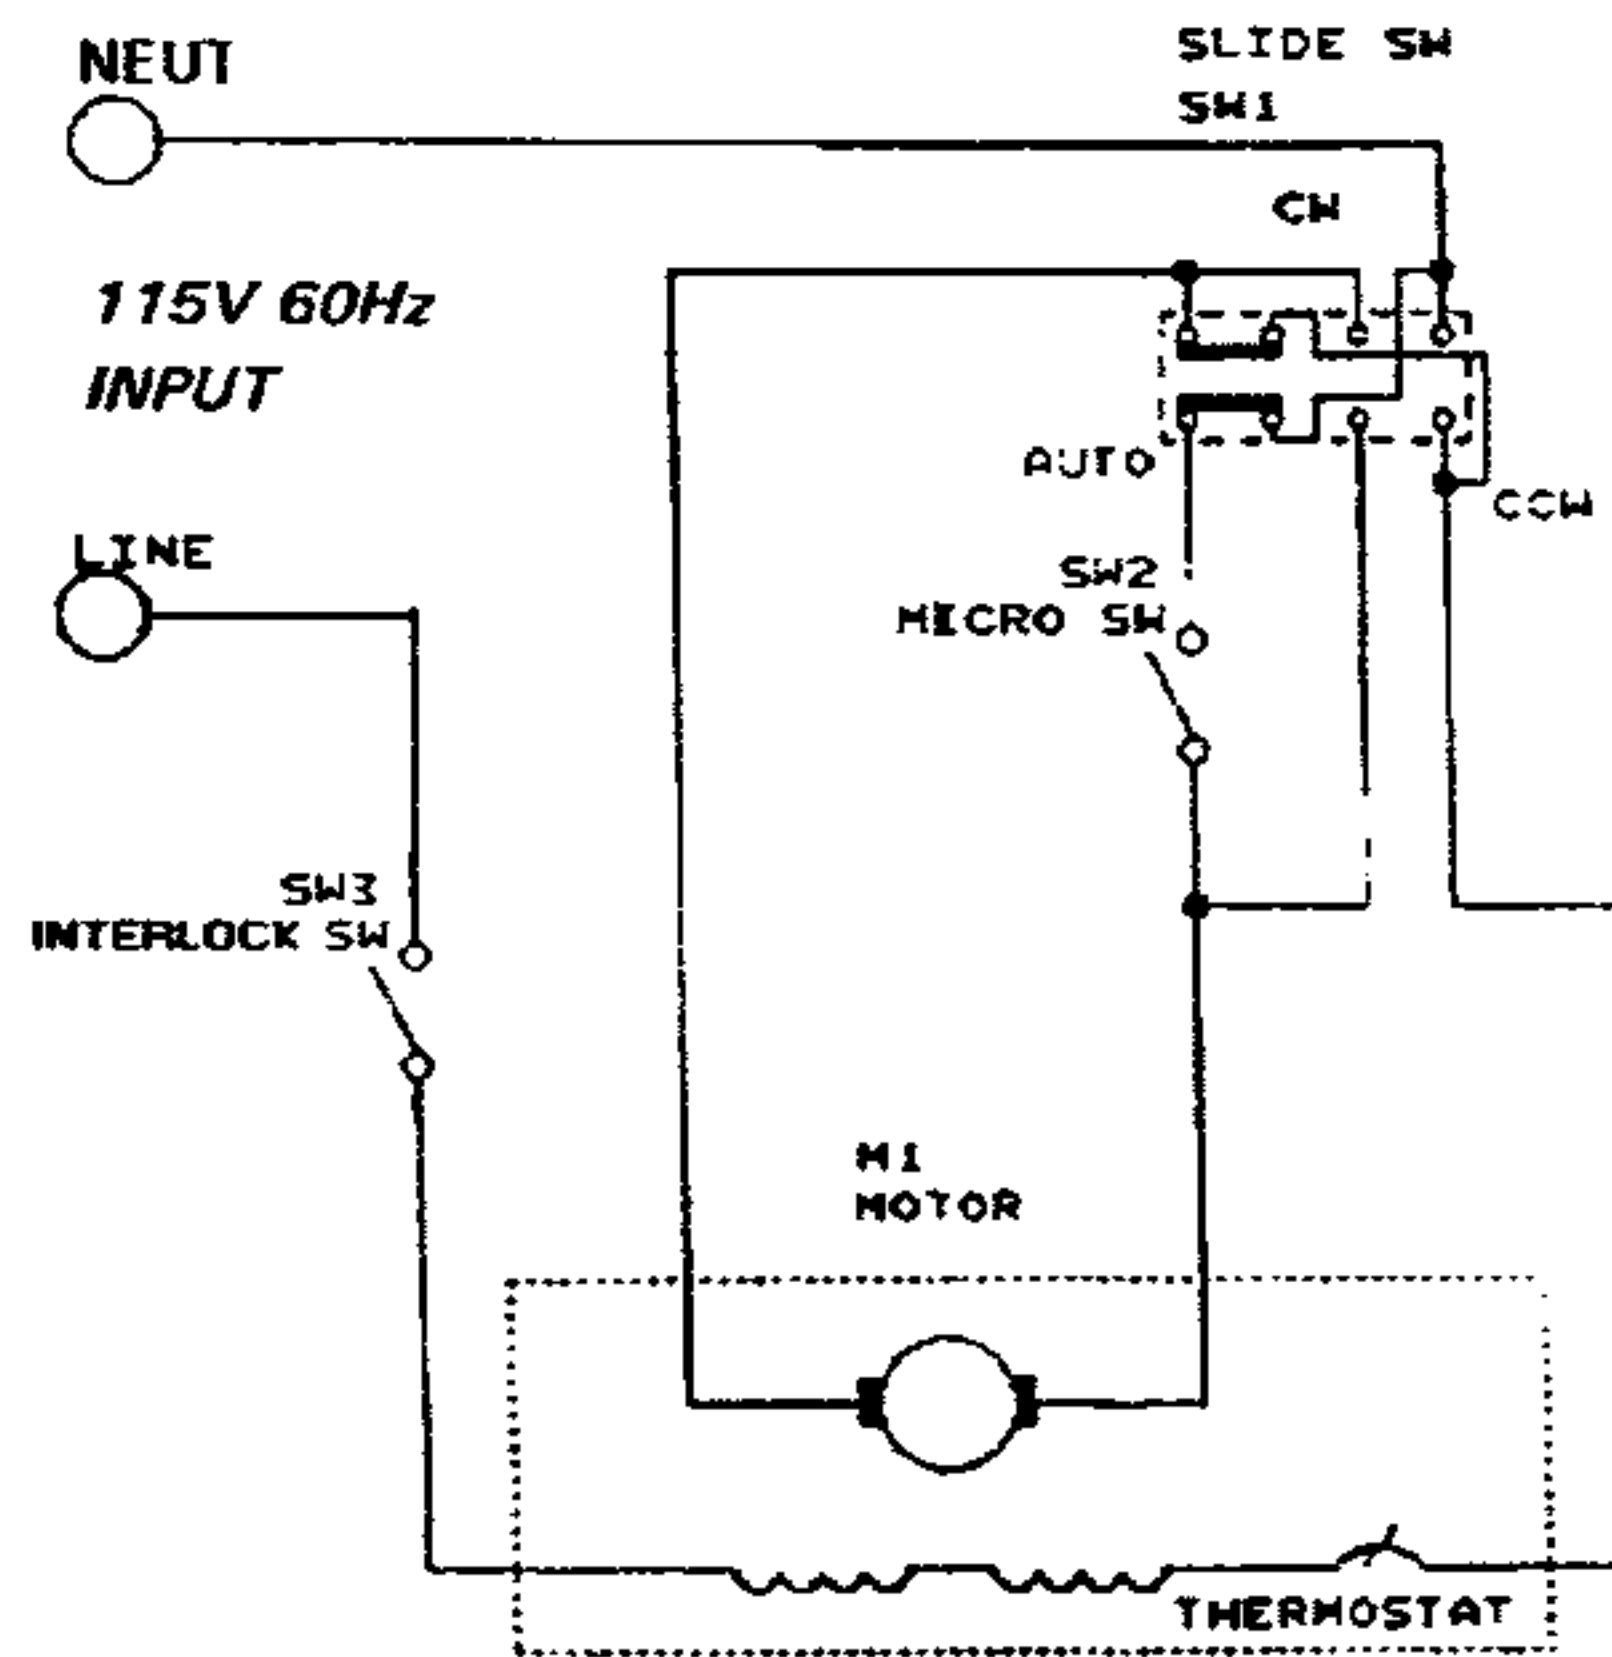 NEUT
SLIDE SW
SW1
CW
115V 60Hz
INPUT
AUTO
CCW
LINE
SW2
MICRO SW
SW3
INTERLOCK SW
M1
MOTOR
THERMOSTAT